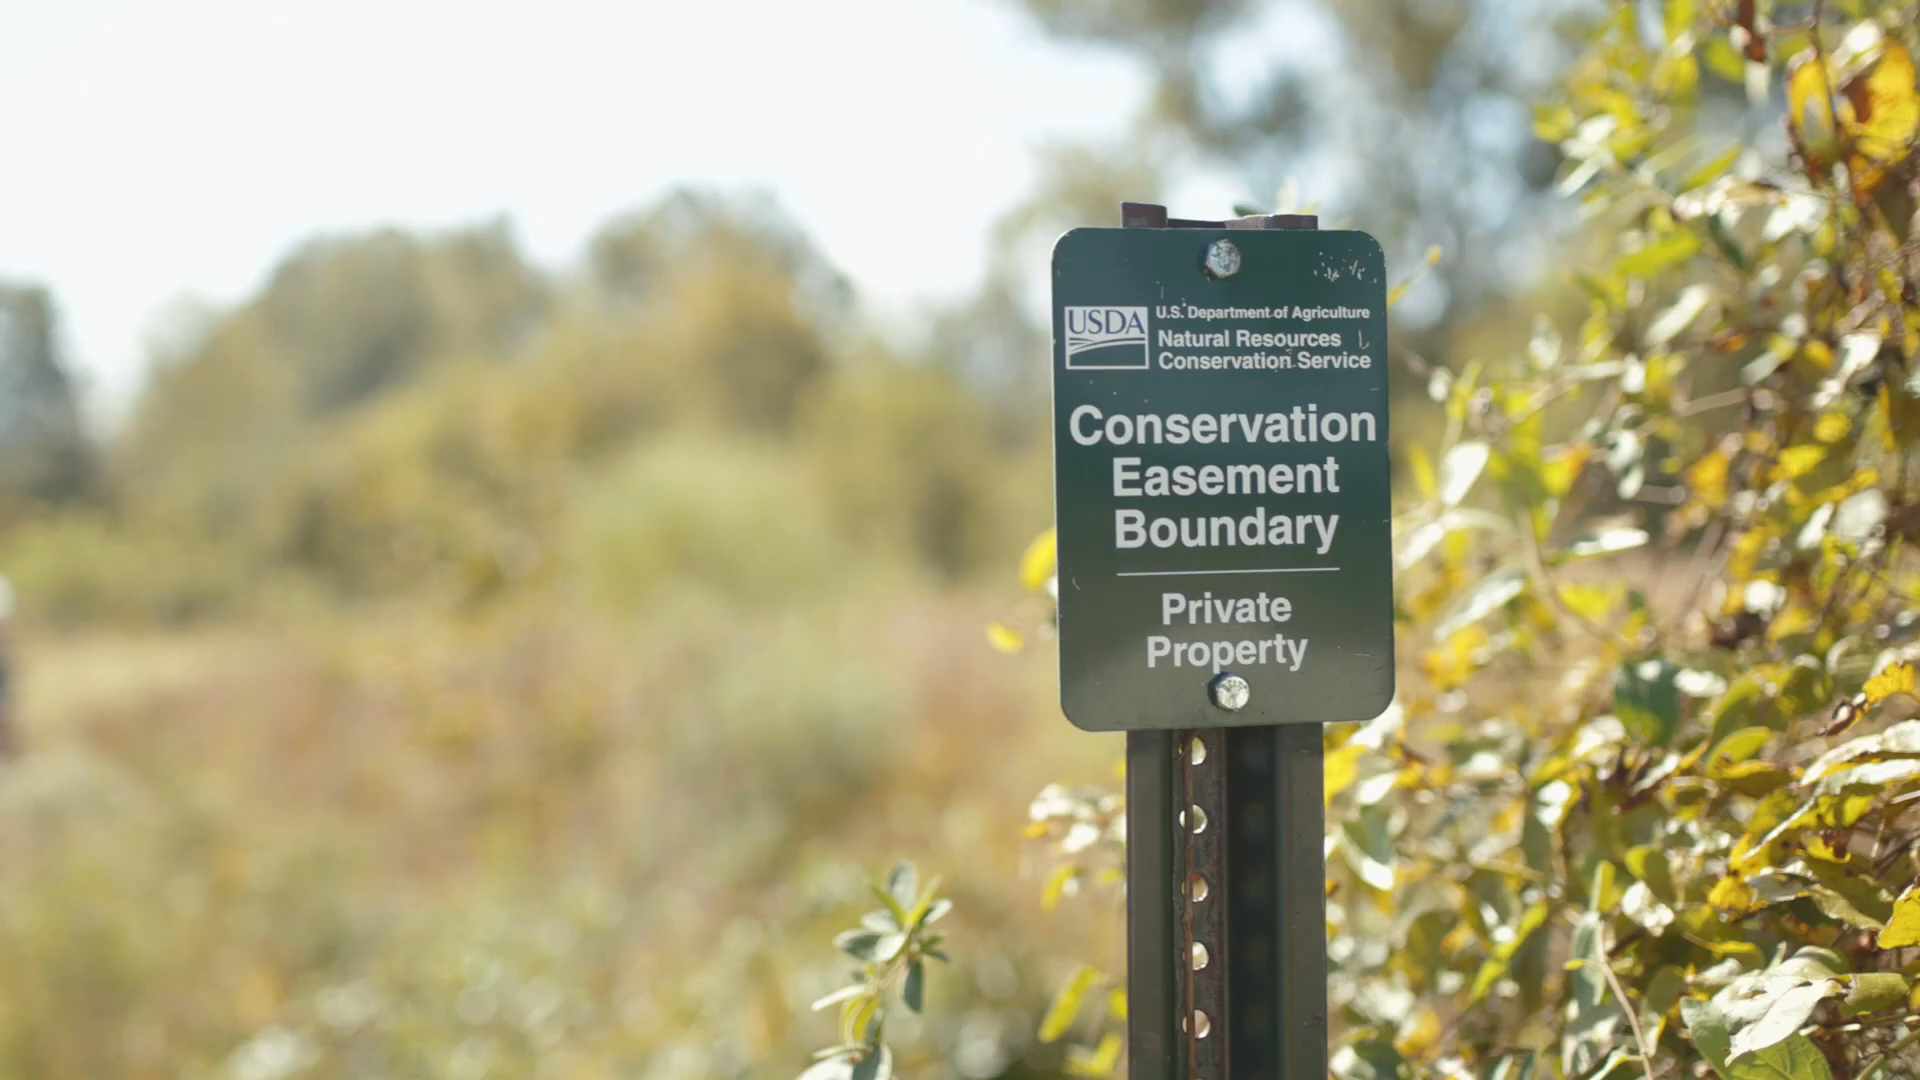 USDA
U.S. Department of Agriculture
Natural Resources
Conservation Service
Conservation
Easement
Boundary
Private
Property